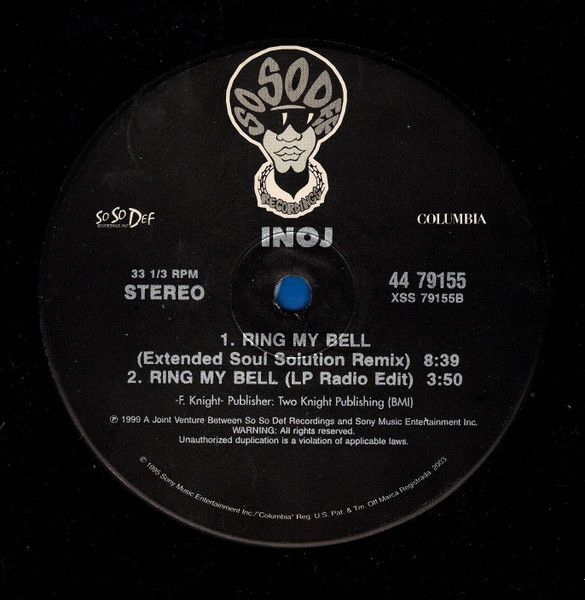 SO SO DEF
RECORDINGS
SO SO DEF
RECORDINGS INC.
COLUMBIA
INOJ
33 1/3 RPM
STEREO
44 79155
XSS 79155B
1. RING MY BELL
(Extended Soul Solution Remix) 8:39
2. RING MY BELL (LP Radio Edit) 3:50
-F. Knight- Publisher: Two Knight Publishing (BMI)
℗ 1999 A Joint Venture Between So So Def Recordings and Sony Music Entertainment Inc.
WARNING: All rights reserved.
Unauthorized duplication is a violation of applicable laws.
© 1995 Sony Music Entertainment Inc./"Columbia" Reg. U.S. Pat. & Tm. Off Marca Registrada. 2003